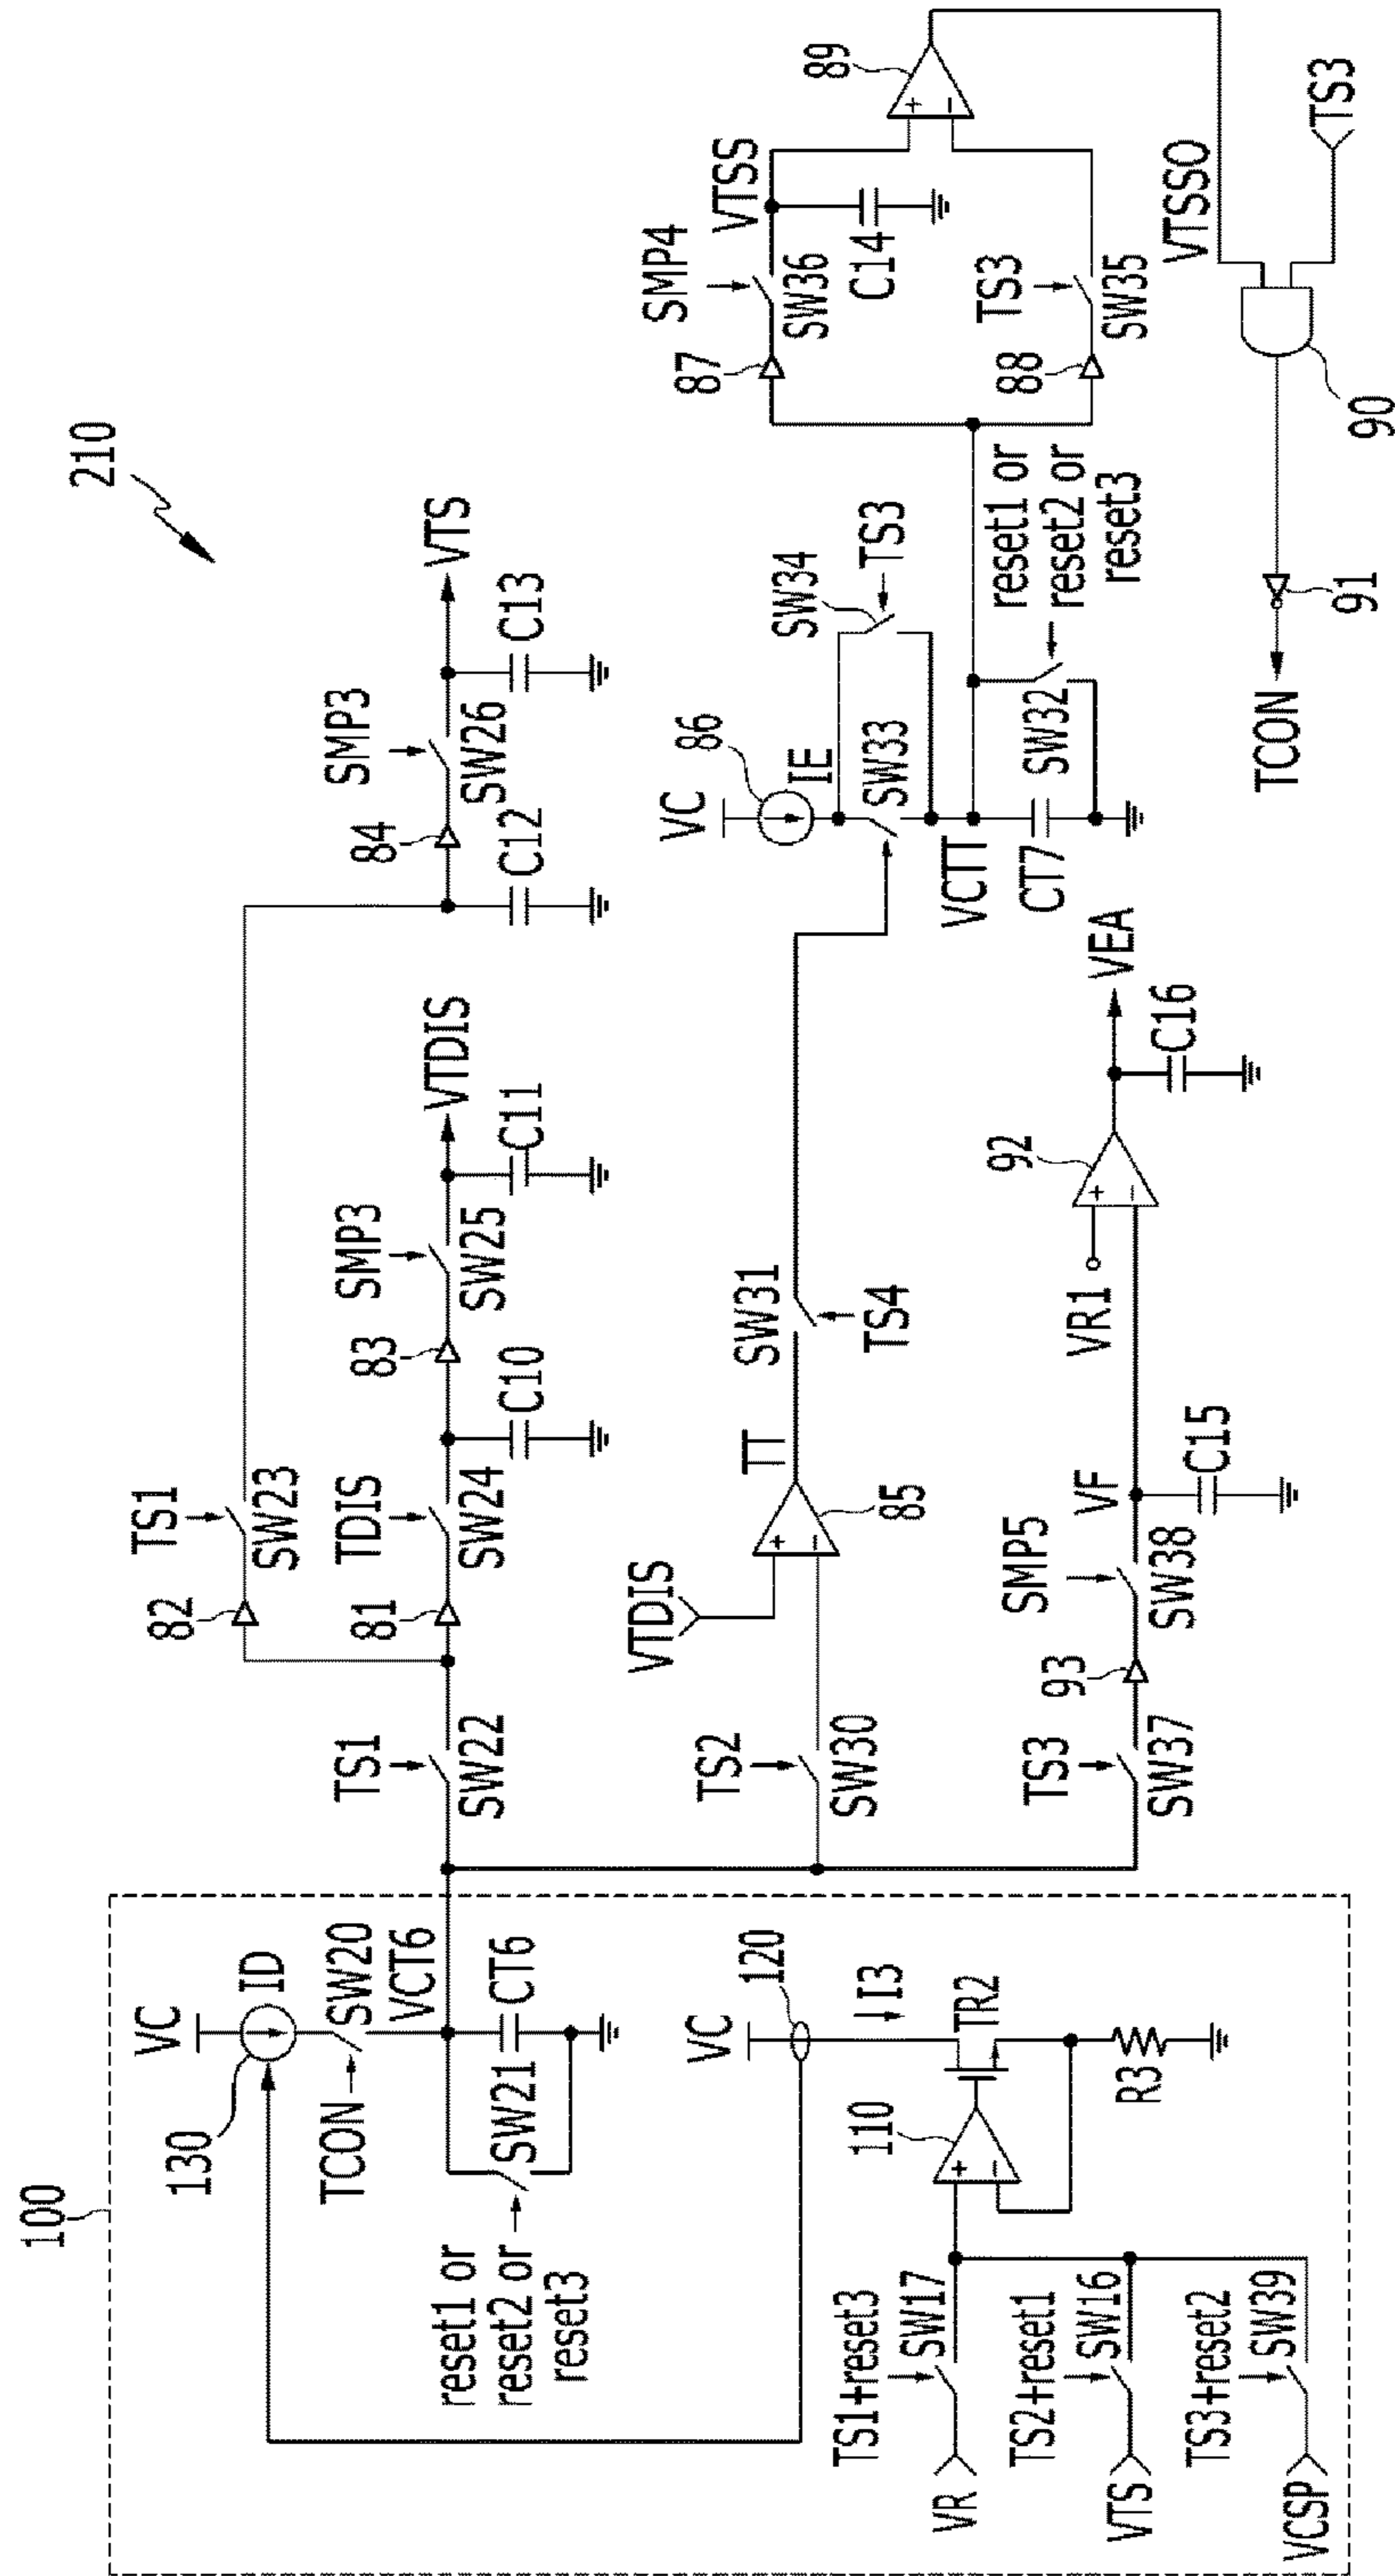 210
100
VC
130
ID
TCON
SW20
VCT6
CT6
SW21
reset1 or
reset2 or
reset3
VC
120
I3
TR2
110
+
−
R3
TS1+reset3
SW17
VR
TS2+reset1
SW16
VTS
TS3+reset2
SW39
VCSP
TS1
SW22
82
TS1
SW23
81
TDIS
SW24
C10
83
SMP3
SW25
C11
VTDIS
C12
84
SMP3
SW26
C13
VTS
TS2
SW30
VTDIS
+
−
85
TT
SW31
TS4
VC
86
IE
SW33
SW34
TS3
VCTT
CT7
SW32
reset1 or
reset2 or
reset3
87
SMP4
SW36
VTSS
C14
88
TS3
SW35
+
−
89
VTSSO
TS3
90
91
TCON
TS3
SW37
93
SMP5
SW38
VF
C15
VR1
+
−
92
VEA
C16